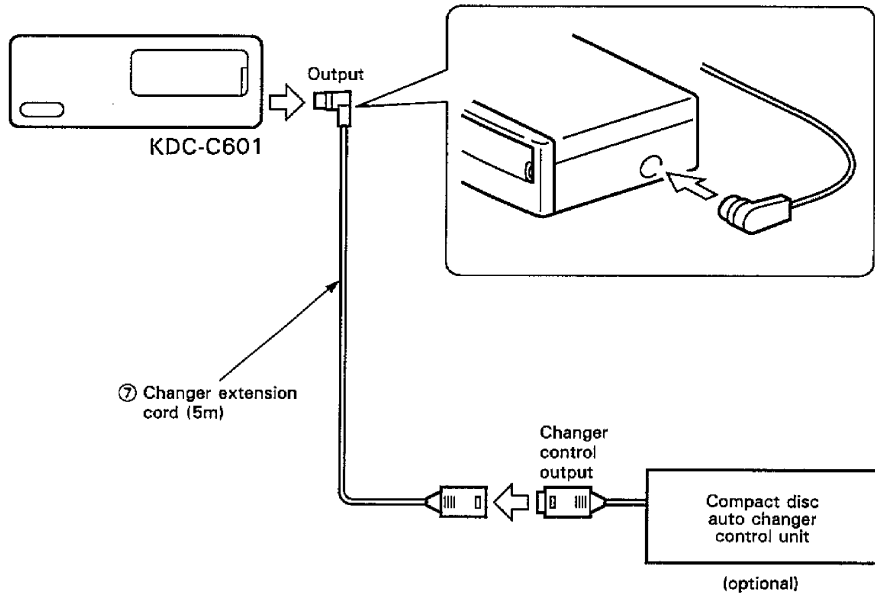 Output
KDC-C601
⑦ Changer extension
cord (5m)
Changer
control
output
Compact disc
auto changer
control unit
(optional)